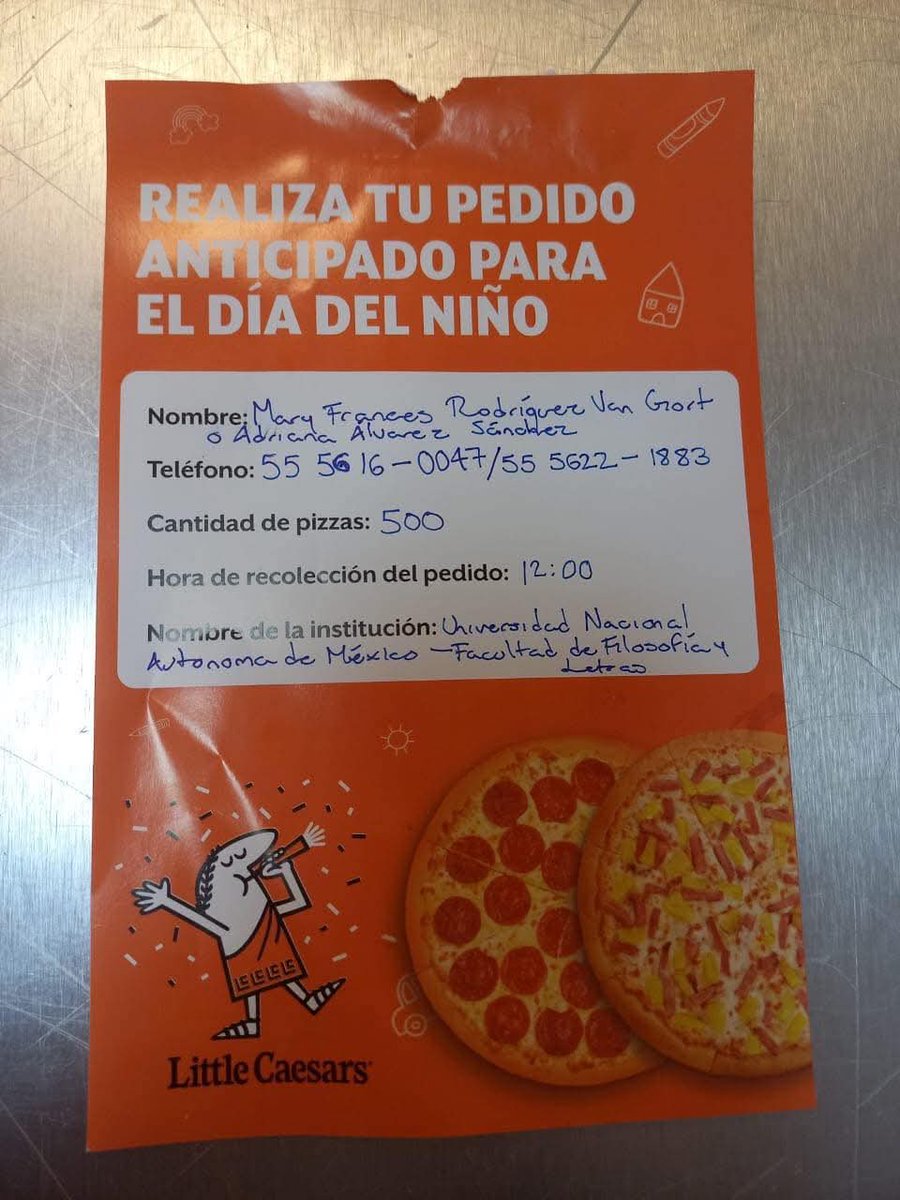 REALIZA TU PEDIDO
ANTICIPADO PARA
EL DÍA DEL NIÑO
Nombre: Mary Frances Rodríguez Van Gort
o Adriana Álvarez Sánchez
Teléfono: 55 5616-0047/55 5622-1883
Cantidad de pizzas: 500
Hora de recolección del pedido: 12:00
Nombre de la institución: Universidad Nacional
Autonoma de México - Facultad de Filosofía y
Letras
Little Caesars